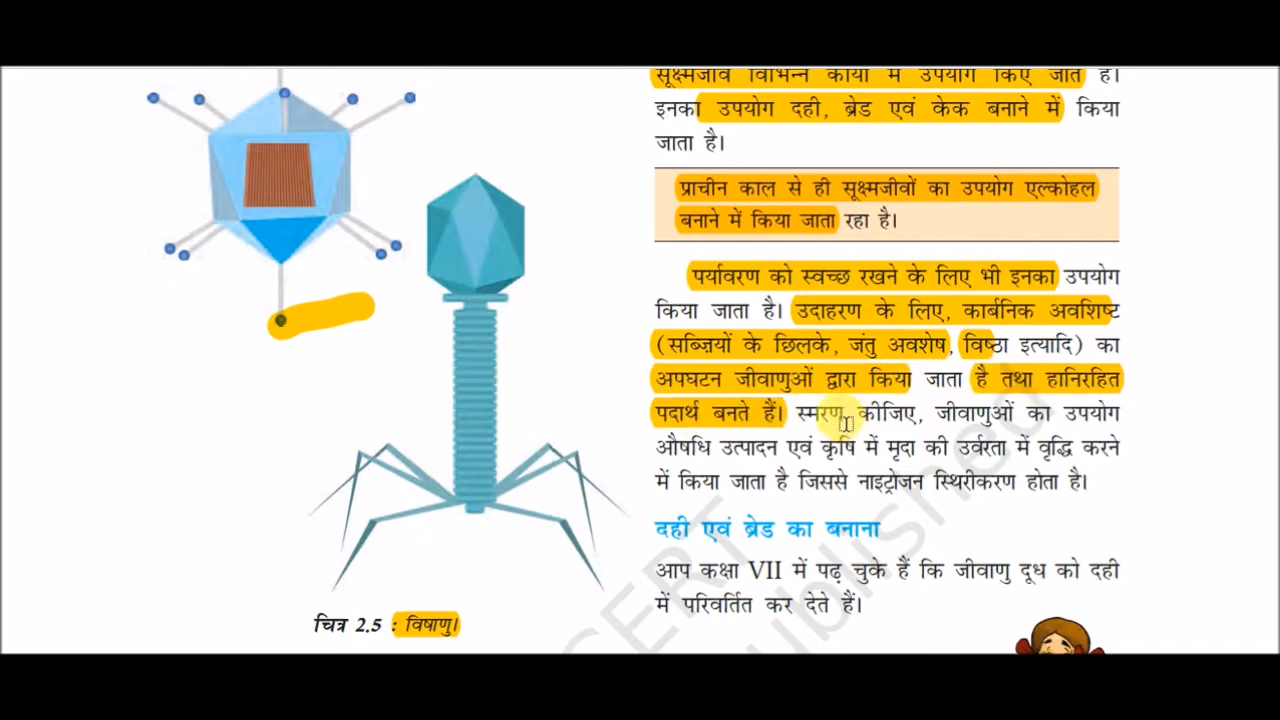 सूक्ष्मजीव विभिन्न कार्यों में उपयोग किए जाते हैं।
इनका उपयोग दही, ब्रेड एवं केक बनाने में किया
जाता है।
प्राचीन काल से ही सूक्ष्मजीवों का उपयोग एल्कोहल
बनाने में किया जाता रहा है।
पर्यावरण को स्वच्छ रखने के लिए भी इनका उपयोग
किया जाता है। उदाहरण के लिए, कार्बनिक अवशिष्ट
(सब्ज़ियों के छिलके, जंतु अवशेष, विष्ठा इत्यादि) का
अपघटन जीवाणुओं द्वारा किया जाता है तथा हानिरहित
पदार्थ बनते हैं। स्मरण कीजिए, जीवाणुओं का उपयोग
औषधि उत्पादन एवं कृषि में मृदा की उर्वरता में वृद्धि करने
में किया जाता है जिससे नाइट्रोजन स्थिरीकरण होता है।
दही एवं ब्रेड का बनाना
आप कक्षा VII में पढ़ चुके हैं कि जीवाणु दूध को दही
में परिवर्तित कर देते हैं।
चित्र 2.5 : विषाणु।